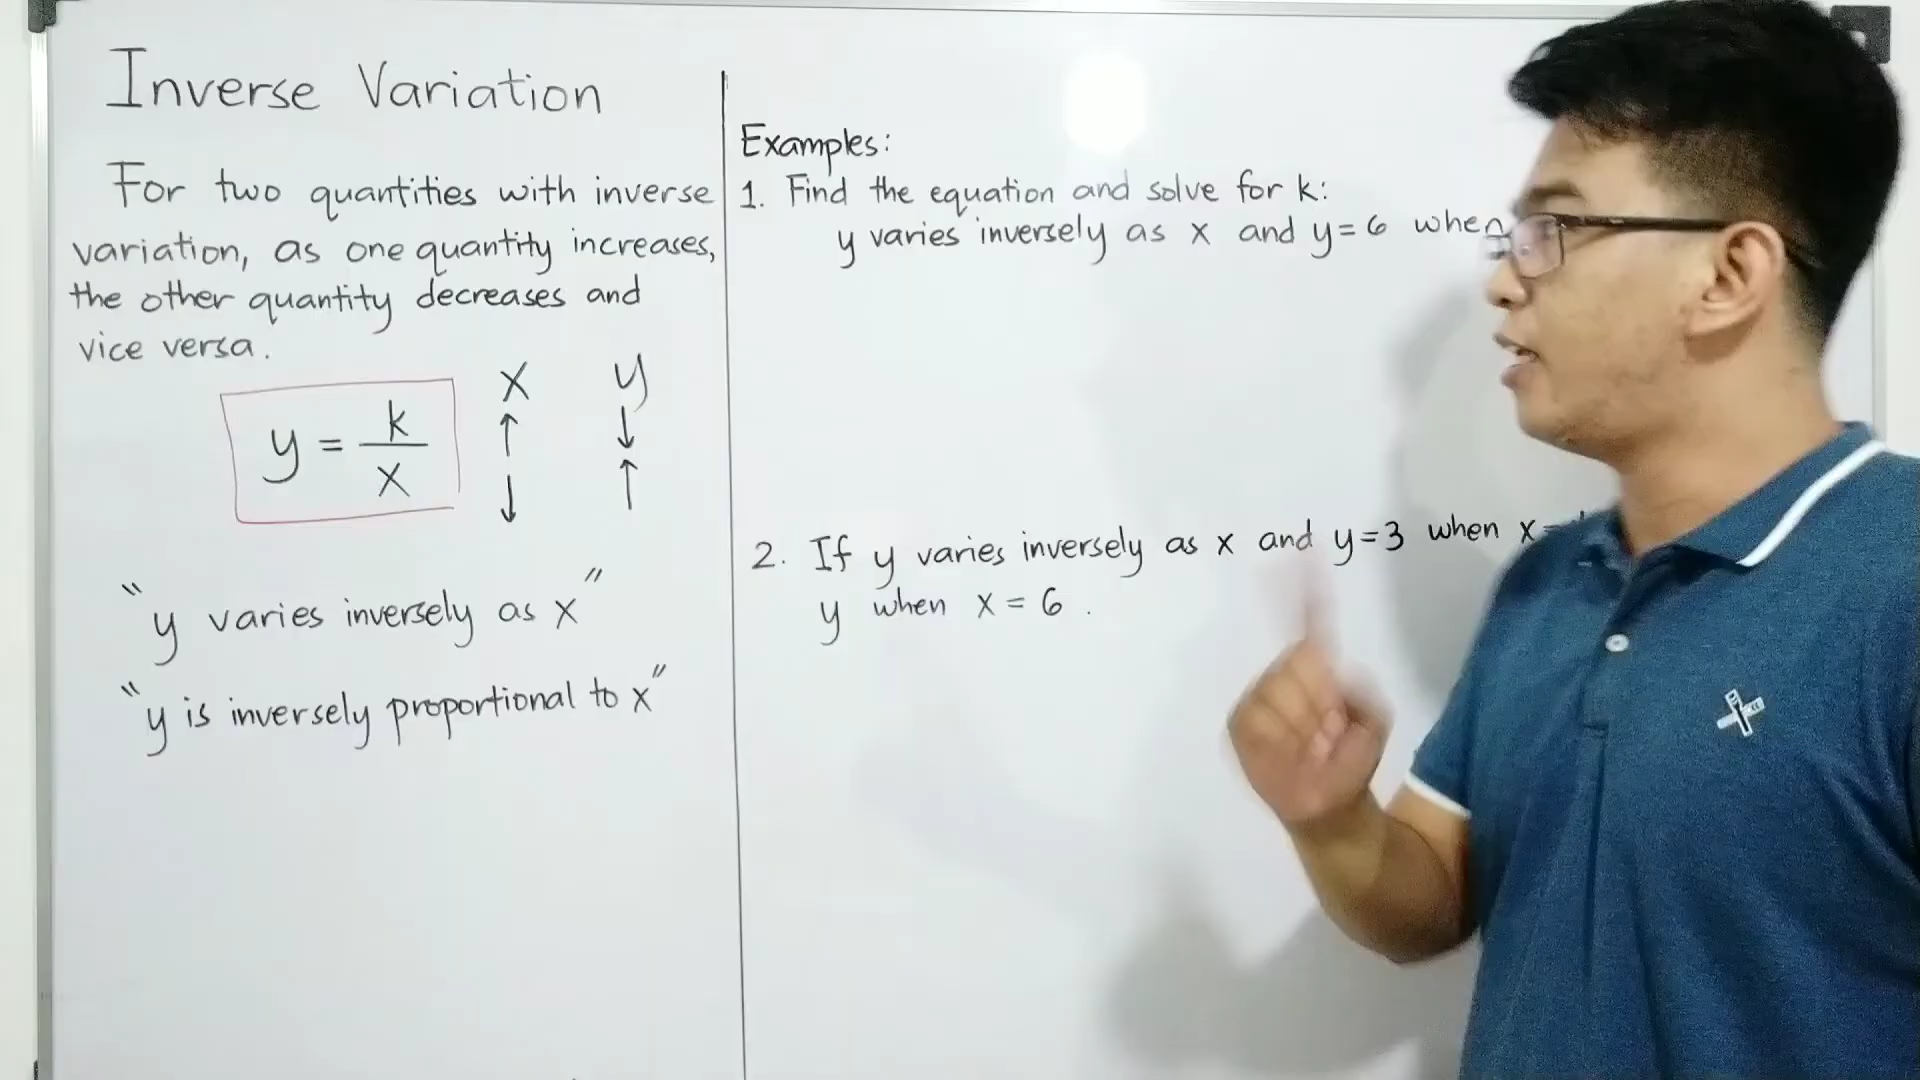 Inverse Variation
For two quantities with inverse
variation, as one quantity increases,
the other quantity decreases and
vice versa.
y = k/x
x y
↑ ↓
↓ ↑
"y varies inversely as x"
"y is inversely proportional to x"
Examples:
1. Find the equation and solve for k:
y varies inversely as x and y=6 when
2. If y varies inversely as x and y=3 when x=
y when x = 6.